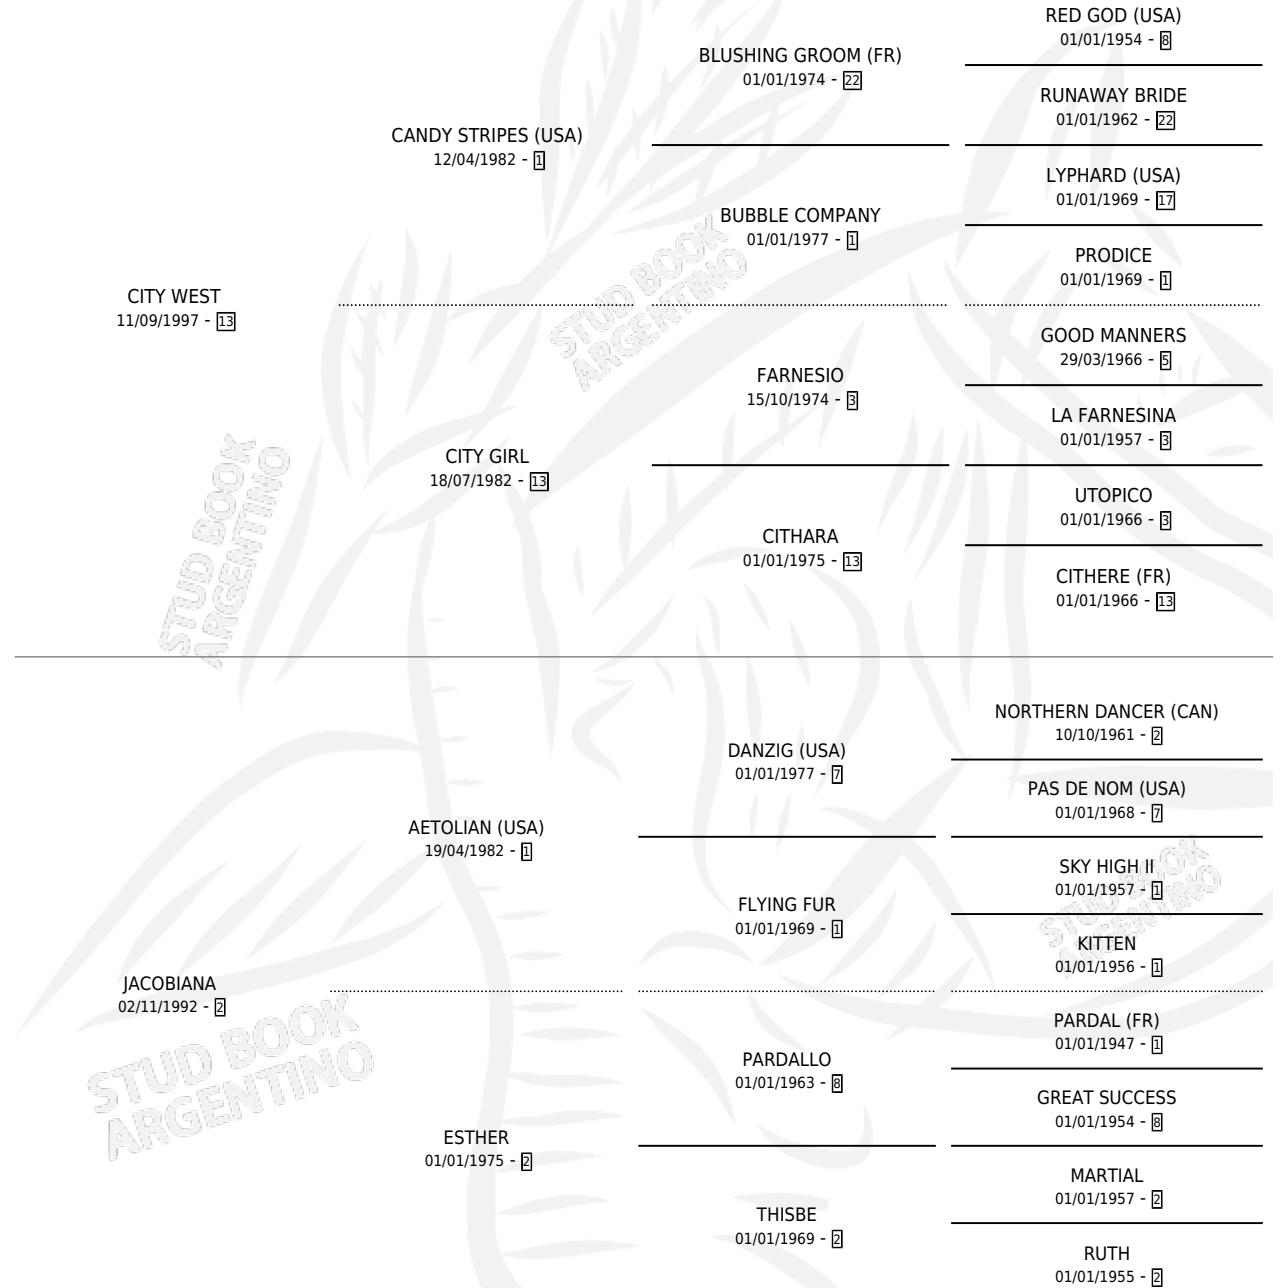 RED GOD (USA)
01/01/1954 - 8
BLUSHING GROOM (FR)
01/01/1974 - 22
RUNAWAY BRIDE
01/01/1962 - 22
CANDY STRIPES (USA)
12/04/1982 - 1
LYPHARD (USA)
01/01/1969 - 17
BUBBLE COMPANY
01/01/1977 - 1
PRODICE
01/01/1969 - 1
CITY WEST
11/09/1997 - 13
STUD BOOK
ARGENTINO
GOOD MANNERS
29/03/1966 - 5
FARNESIO
15/10/1974 - 3
LA FARNESINA
01/01/1957 - 3
CITY GIRL
18/07/1982 - 13
UTOPICO
01/01/1966 - 3
CITHARA
01/01/1975 - 13
CITHERE (FR)
01/01/1966 - 13
STUD BOOK
ARGENTINO
NORTHERN DANCER (CAN)
10/10/1961 - 2
DANZIG (USA)
01/01/1977 - 7
PAS DE NOM (USA)
01/01/1968 - 7
AETOLIAN (USA)
19/04/1982 - 1
SKY HIGH II
01/01/1957 - 1
FLYING FUR
01/01/1969 - 1
STUD BOOK
ARGENTINO
KITTEN
01/01/1956 - 1
JACOBIANA
02/11/1992 - 2
PARDAL (FR)
01/01/1947 - 1
PARDALLO
01/01/1963 - 8
STUD BOOK
ARGENTINO
GREAT SUCCESS
01/01/1954 - 8
ESTHER
01/01/1975 - 2
MARTIAL
01/01/1957 - 2
THISBE
01/01/1969 - 2
RUTH
01/01/1955 - 2